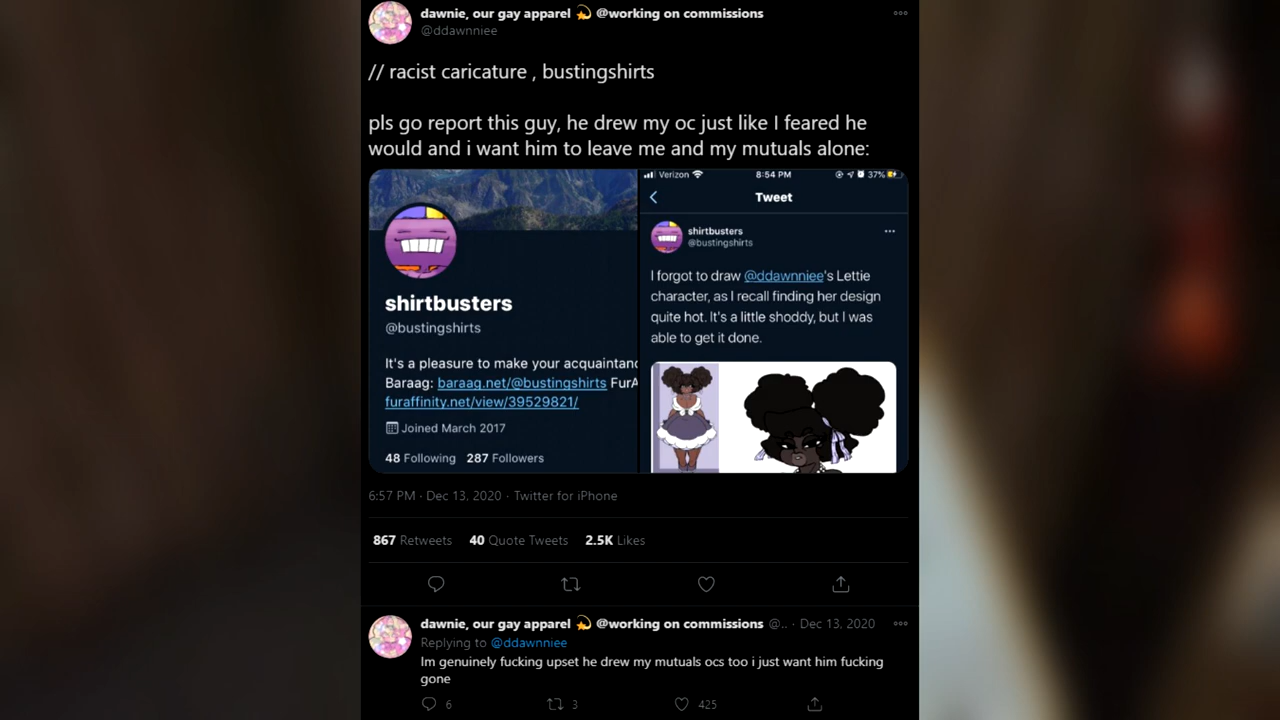 dawnie, our gay apparel 💫 @working on commissions
@ddawnniee
// racist caricature , bustingshirts
pls go report this guy, he drew my oc just like I feared he
would and i want him to leave me and my mutuals alone:
shirtbusters
@bustingshirts
It's a pleasure to make your acquaintanc
Baraag: baraag.net/@bustingshirts FurA
furaffinity.net/view/39529821/
Joined March 2017
48 Following 287 Followers
Verizon 8:54 PM 37%
Tweet
shirtbusters
@bustingshirts
I forgot to draw @ddawnniee's Lettie
character, as I recall finding her design
quite hot. It's a little shoddy, but I was
able to get it done.
6:57 PM · Dec 13, 2020 · Twitter for iPhone
867 Retweets 40 Quote Tweets 2.5K Likes
dawnie, our gay apparel 💫 @working on commissions @.. · Dec 13, 2020
Replying to @ddawnniee
Im genuinely fucking upset he drew my mutuals ocs too i just want him fucking
gone
6 3 425